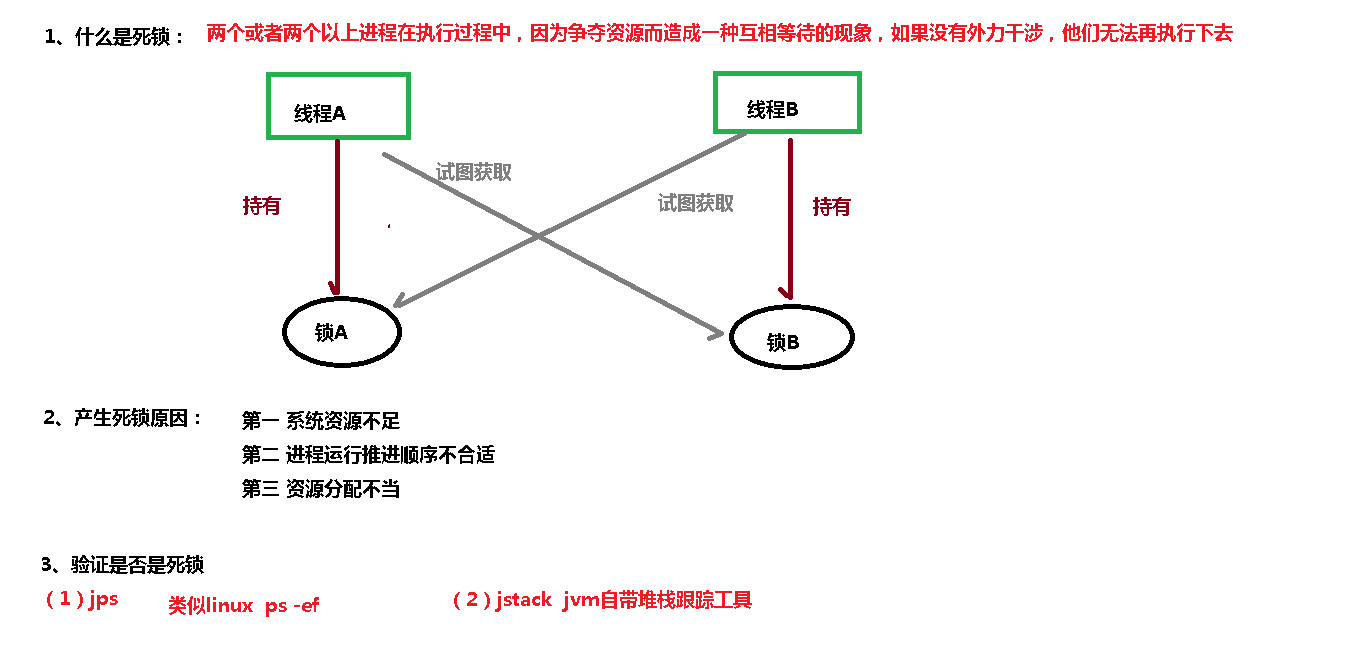 1、什么是死锁： 两个或者两个以上进程在执行过程中，因为争夺资源而造成一种互相等待的现象，如果没有外力干涉，他们无法再执行下去
线程A
线程B
试图获取
持有
试图获取
持有
锁A
锁B
2、产生死锁原因： 第一 系统资源不足
第二 进程运行推进顺序不合适
第三 资源分配不当
3、验证是否是死锁
（1）jps 类似linux ps -ef （2）jstack jvm自带堆栈跟踪工具